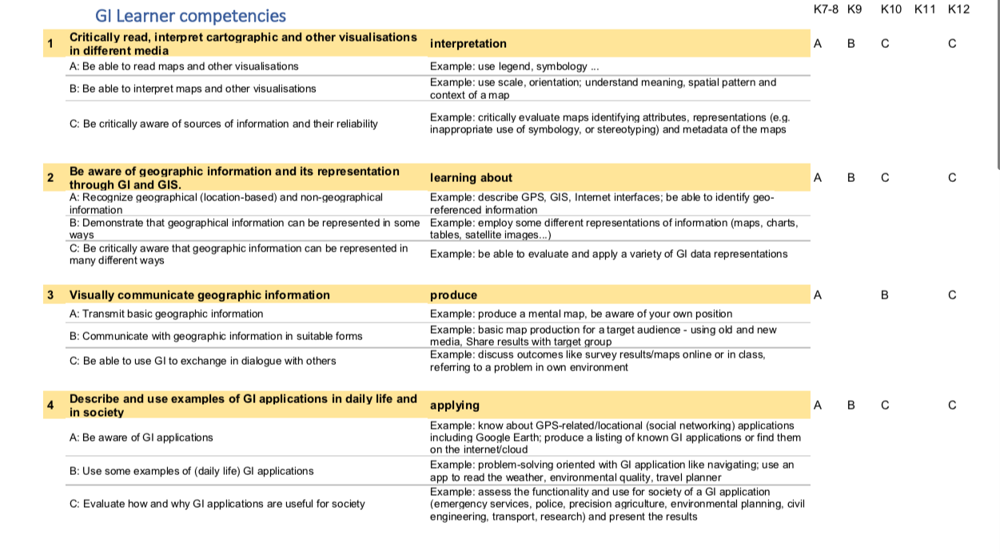 GI Learner competencies
K7-8 K9 K10 K11 K12
1 Critically read, interpret cartographic and other visualisations in different media interpretation A B C C
A: Be able to read maps and other visualisations Example: use legend, symbology ...
B: Be able to interpret maps and other visualisations Example: use scale, orientation; understand meaning, spatial pattern and context of a map
C: Be critically aware of sources of information and their reliability Example: critically evaluate maps identifying attributes, representations (e.g. inappropriate use of symbology, or stereotyping) and metadata of the maps
2 Be aware of geographic information and its representation through GI and GIS. learning about A B C C
A: Recognize geographical (location-based) and non-geographical information Example: describe GPS, GIS, Internet interfaces; be able to identify geo-referenced information
B: Demonstrate that geographical information can be represented in some ways Example: employ some different representations of information (maps, charts, tables, satellite images...)
C: Be critically aware that geographic information can be represented in many different ways Example: be able to evaluate and apply a variety of GI data representations
3 Visually communicate geographic information produce A B C
A: Transmit basic geographic information Example: produce a mental map, be aware of your own position
B: Communicate with geographic information in suitable forms Example: basic map production for a target audience - using old and new media, Share results with target group
C: Be able to use GI to exchange in dialogue with others Example: discuss outcomes like survey results/maps online or in class, referring to a problem in own environment
4 Describe and use examples of GI applications in daily life and in society applying A B C C
A: Be aware of GI applications Example: know about GPS-related/locational (social networking) applications including Google Earth; produce a listing of known GI applications or find them on the internet/cloud
B: Use some examples of (daily life) GI applications Example: problem-solving oriented with GI application like navigating; use an app to read the weather, environmental quality, travel planner
C: Evaluate how and why GI applications are useful for society Example: assess the functionality and use for society of a GI application (emergency services, police, precision agriculture, environmental planning, civil engineering, transport, research) and present the results